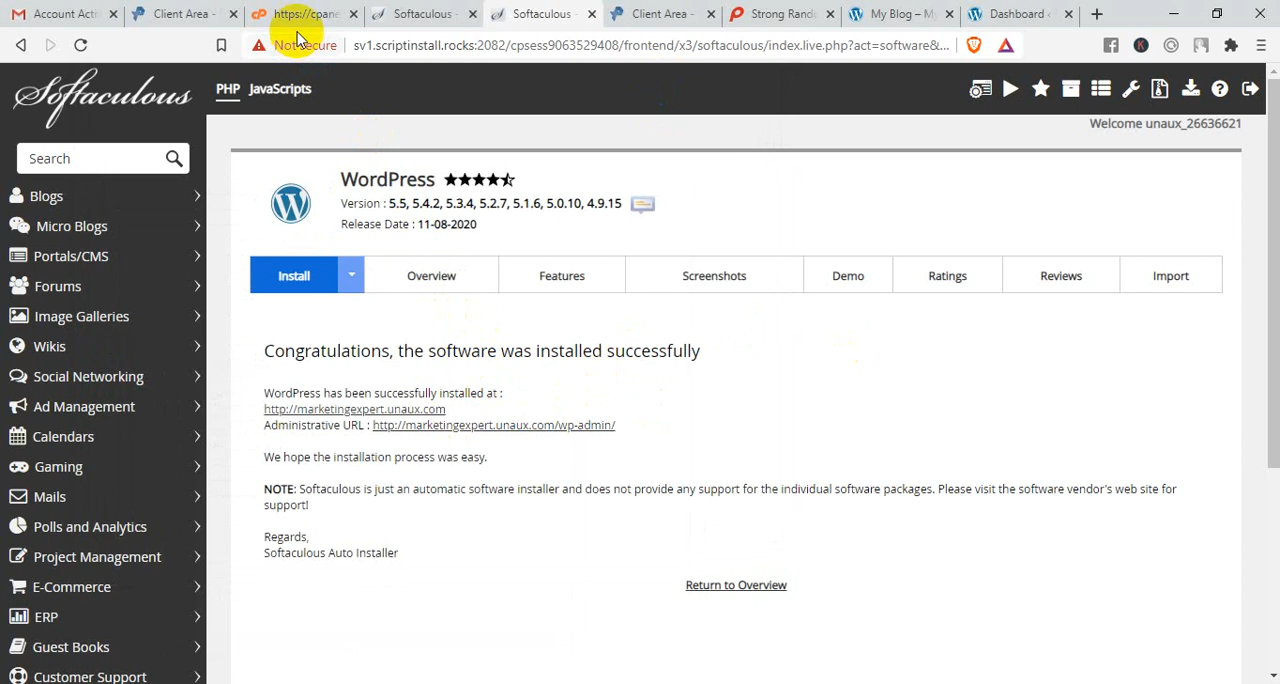 Account Acti
Client Area -
https://cpane
Softaculous -
Softaculous -
Client Area -
Strong Rand
My Blog – My
Dashboard
Not secure
sv1.scriptinstall.rocks:2082/cpsess9063529408/frontend/x3/softaculous/index.live.php?act=software&...
Softaculous
PHP
JavaScripts
Welcome unaux_26636621
Search
Blogs
Micro Blogs
Portals/CMS
Forums
Image Galleries
Wikis
Social Networking
Ad Management
Calendars
Gaming
Mails
Polls and Analytics
Project Management
E-Commerce
ERP
Guest Books
Customer Support
WordPress
Version : 5.5, 5.4.2, 5.3.4, 5.2.7, 5.1.6, 5.0.10, 4.9.15
Release Date : 11-08-2020
Install
Overview
Features
Screenshots
Demo
Ratings
Reviews
Import
Congratulations, the software was installed successfully
WordPress has been successfully installed at :
http://marketingexpert.unaux.com
Administrative URL : http://marketingexpert.unaux.com/wp-admin/
We hope the installation process was easy.
NOTE: Softaculous is just an automatic software installer and does not provide any support for the individual software packages. Please visit the software vendor's web site for
support!
Regards,
Softaculous Auto Installer
Return to Overview